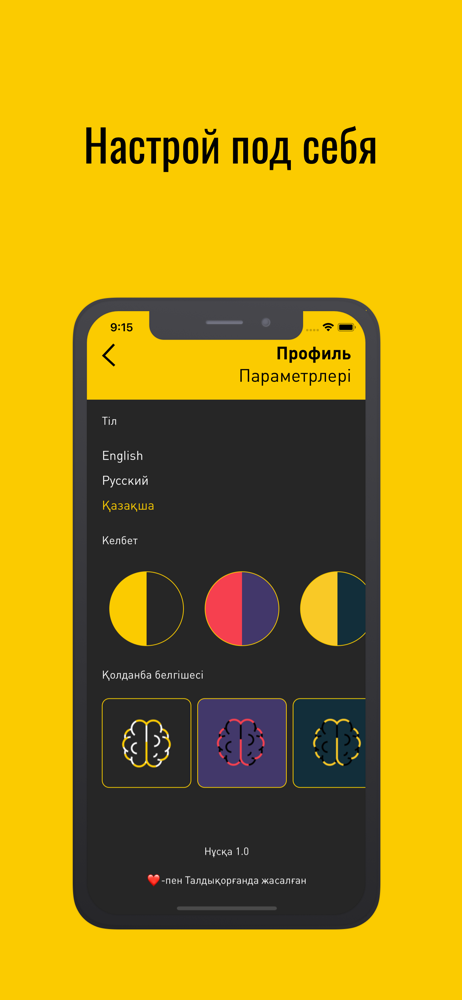 Настрой под себя
9:15
Профиль
Параметрлері
Тіл
English
Русский
Қазақша
Келбет
Қолданба белгішесі
Нұсқа 1.0
❤️-пен Талдықорғанда жасалған